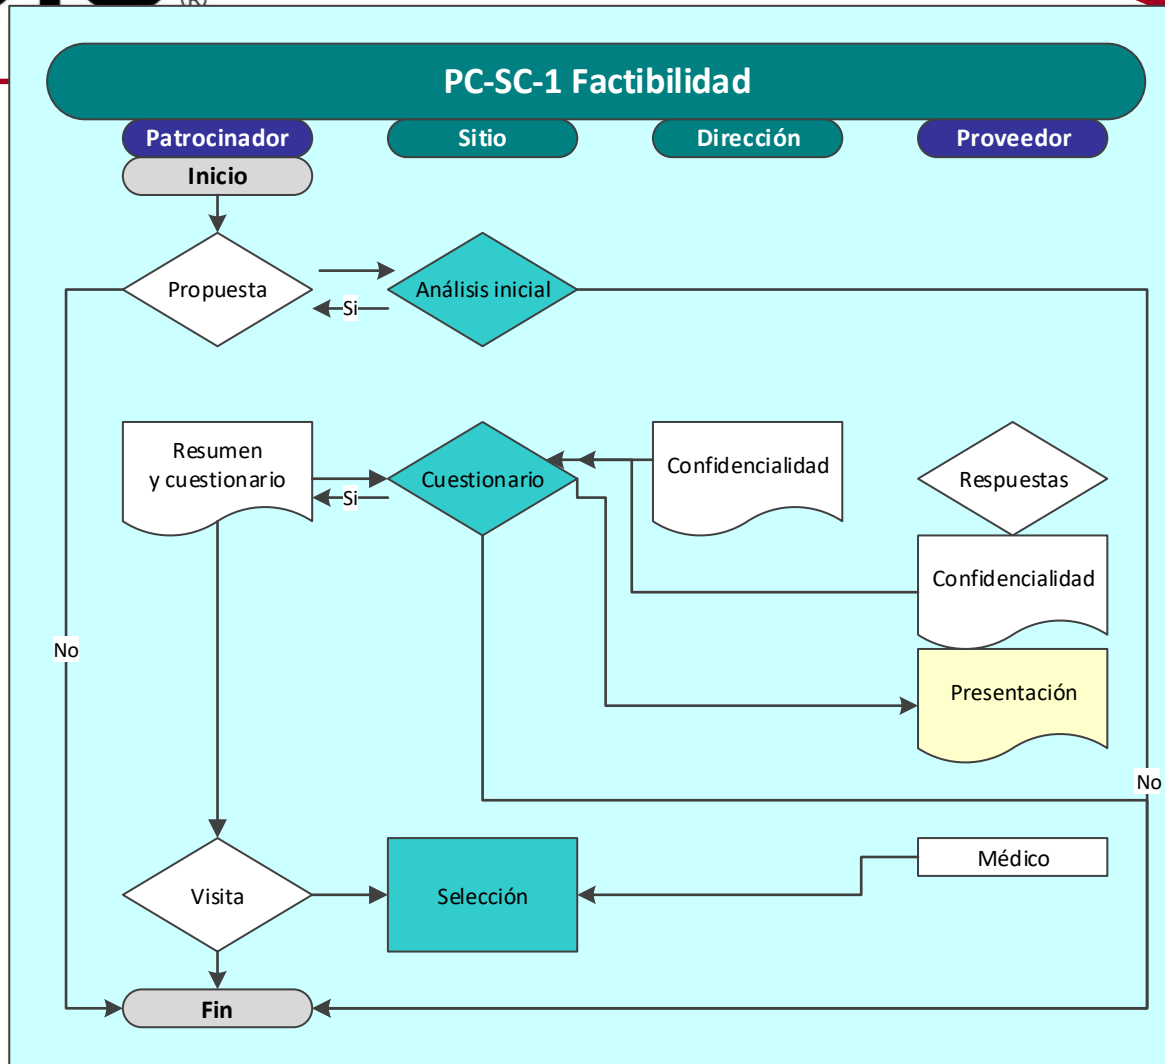 (R)
PC-SC-1 Factibilidad
Patrocinador
Sitio
Dirección
Proveedor
Inicio
Propuesta
Análisis inicial
Si
Resumen
y cuestionario
Cuestionario
Confidencialidad
Respuestas
Si
Confidencialidad
No
Presentación
No
Médico
Visita
Selección
Fin